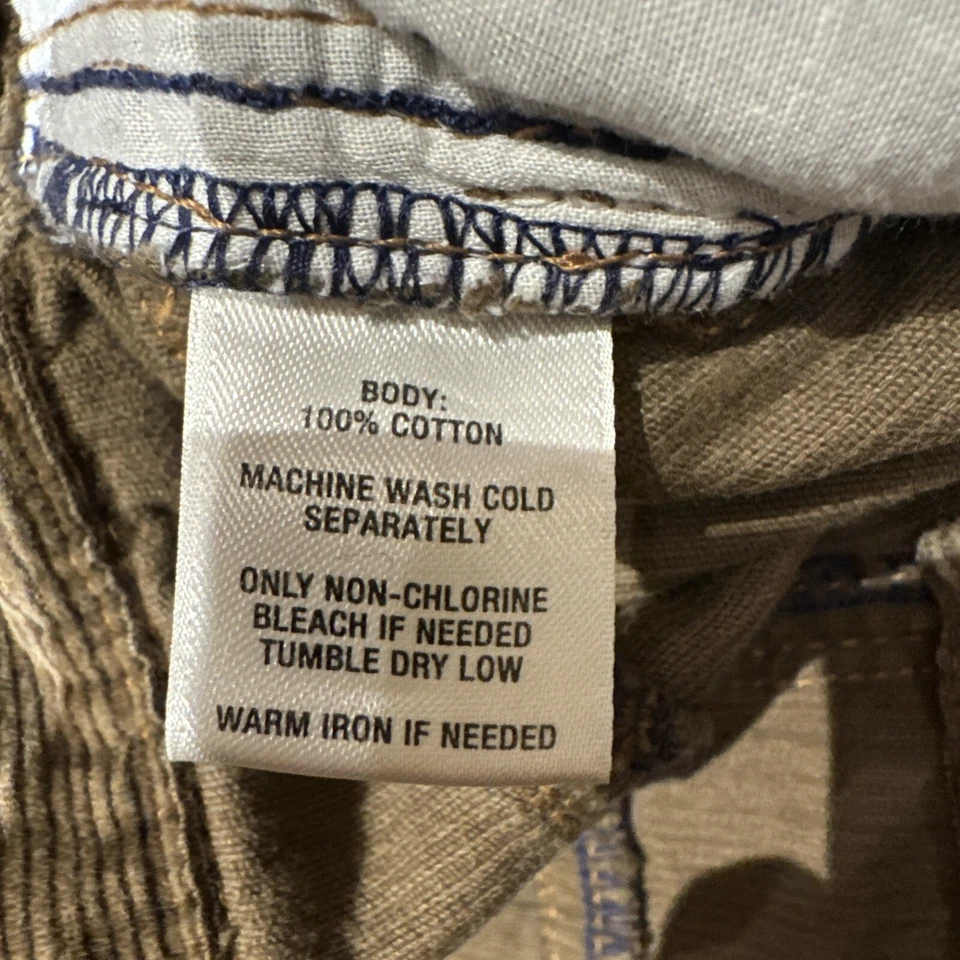 BODY:
100% COTTON
MACHINE WASH COLD
SEPARATELY
ONLY NON-CHLORINE
BLEACH IF NEEDED
TUMBLE DRY LOW
WARM IRON IF NEEDED